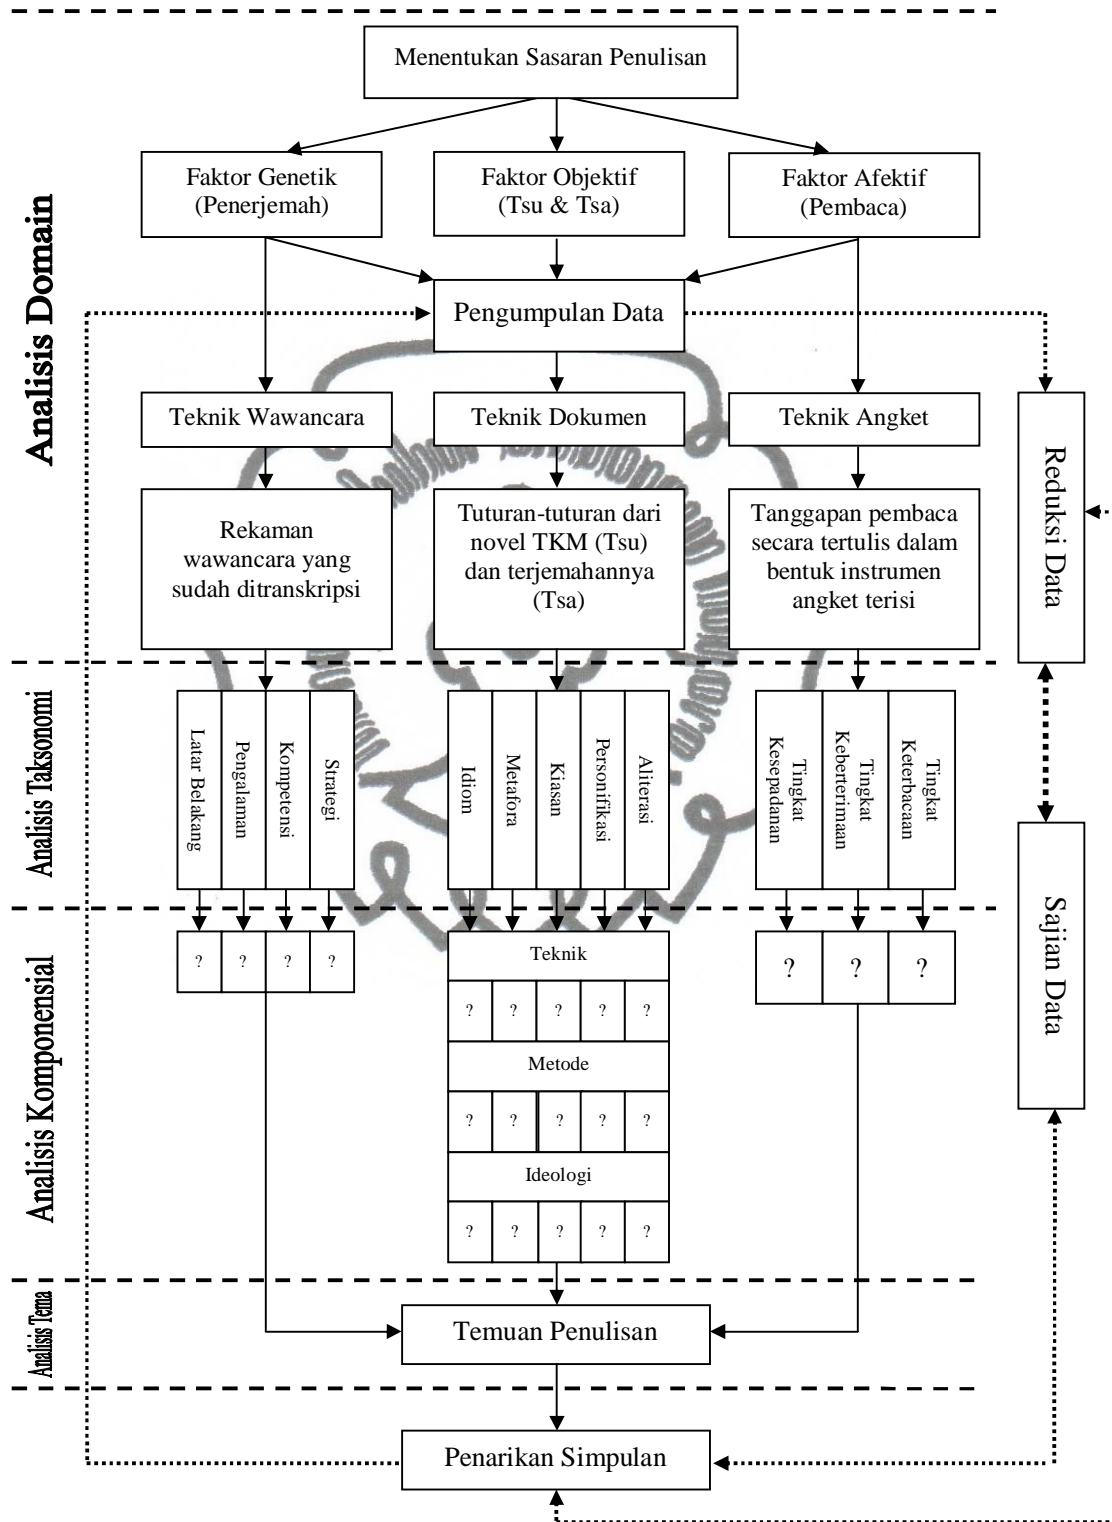 Menentukan Sasaran Penulisan
Faktor Genetik
(Penerjemah)
Faktor Objektif
(Tsu & Tsa)
Faktor Afektif
(Pembaca)
Analisis Domain
Pengumpulan Data
Teknik Wawancara
Teknik Dokumen
Teknik Angket
Reduksi Data
Rekaman
wawancara yang
sudah ditranskripsi
Tuturan-tuturan dari
novel TKM (Tsu)
dan terjemahannya
(Tsa)
Tanggapan pembaca
secara tertulis dalam
bentuk instrumen
angket terisi
Analisis Taksonomi
Latar Belakang
Pengalaman
Kompetensi
Strategi
Idiom
Metafora
Kiasan
Personifikasi
Aliterasi
Tingkat
Kesepadanan
Tingkat
Keberterimaan
Tingkat
Keterbacaan
Sajian Data
Analisis Komponensial
? ? ? ?
Teknik
? ? ? ? ?
Metode
? ? ? ? ?
Ideologi
? ? ? ? ?
? ? ?
Analisis Tema
Temuan Penulisan
Penarikan Simpulan